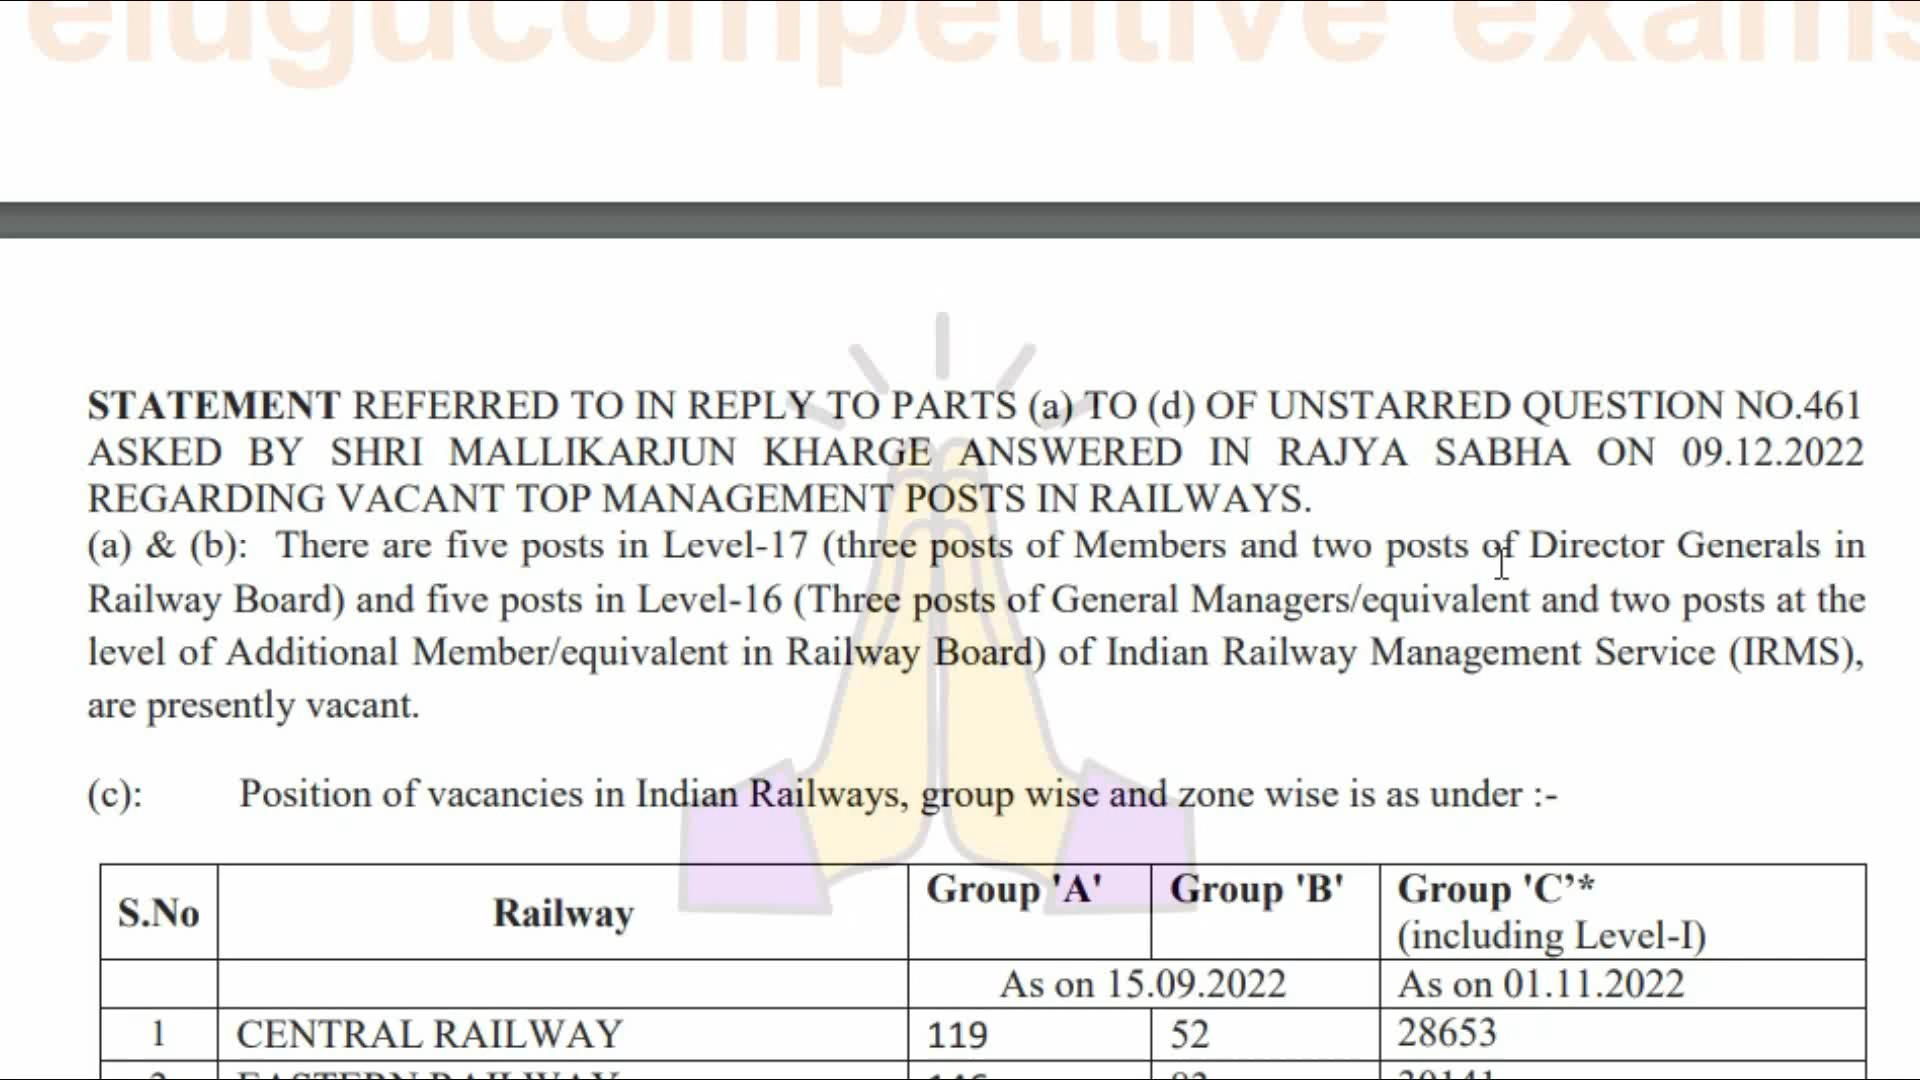 elugucompetitive exams
STATEMENT REFERRED TO IN REPLY TO PARTS (a) TO (d) OF UNSTARRED QUESTION NO.461
ASKED BY SHRI MALLIKARJUN KHARGE ANSWERED IN RAJYA SABHA ON 09.12.2022
REGARDING VACANT TOP MANAGEMENT POSTS IN RAILWAYS.
(a) & (b): There are five posts in Level-17 (three posts of Members and two posts of Director Generals in
Railway Board) and five posts in Level-16 (Three posts of General Managers/equivalent and two posts at the
level of Additional Member/equivalent in Railway Board) of Indian Railway Management Service (IRMS),
are presently vacant.
(c): Position of vacancies in Indian Railways, group wise and zone wise is as under :-
S.No Railway Group 'A' Group 'B' Group 'C’*
(including Level-I)
As on 15.09.2022 As on 01.11.2022
1 CENTRAL RAILWAY 119 52 28653
EASTERN RAILWAY